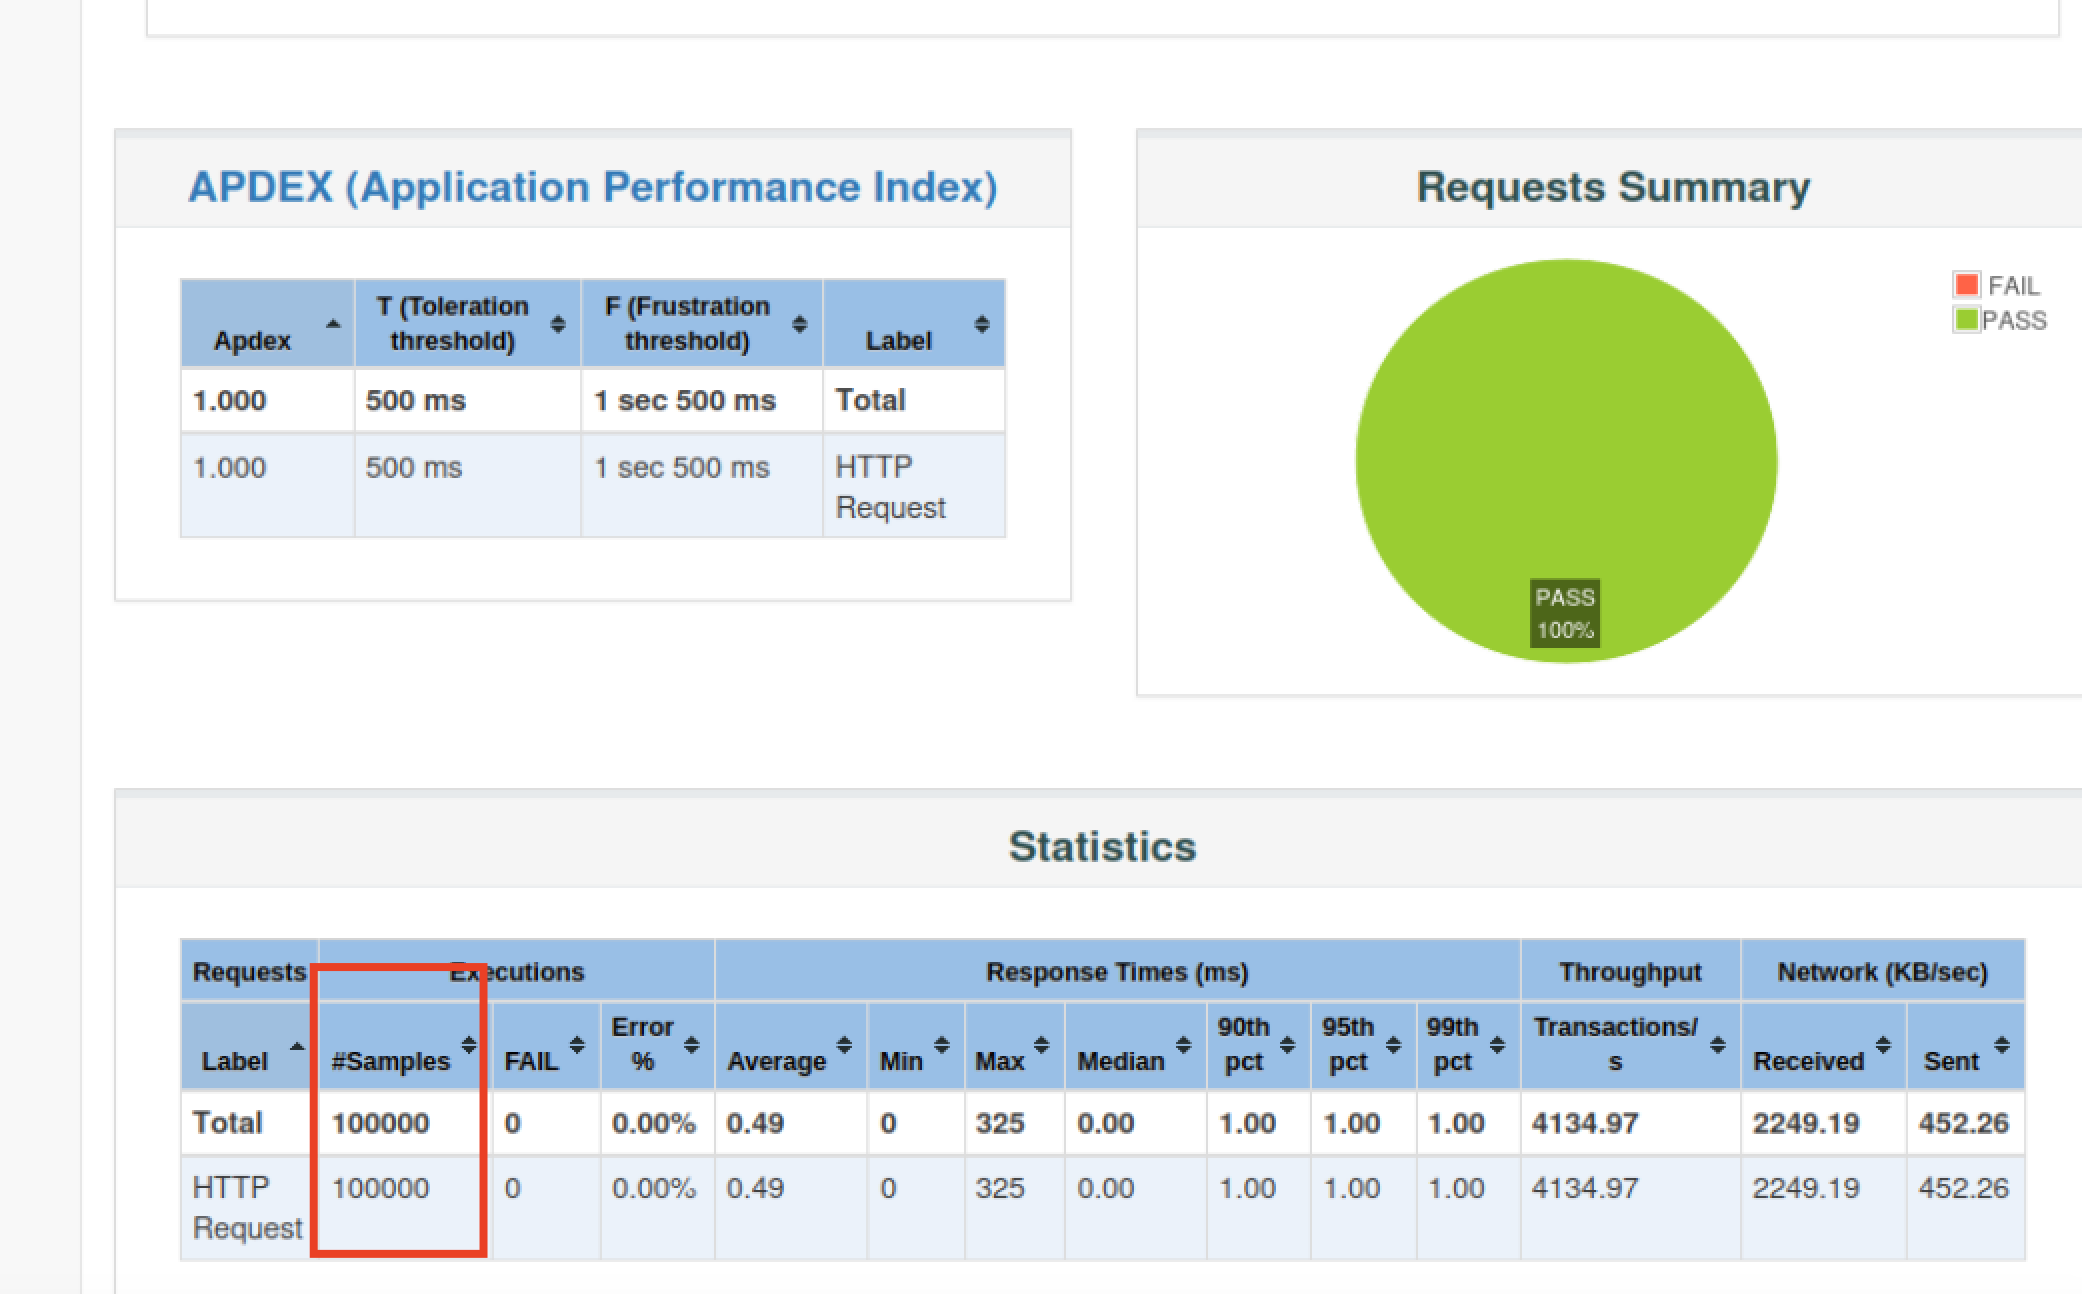 APDEX (Application Performance Index)
Apdex T (Toleration threshold) F (Frustration threshold) Label
1.000 500 ms 1 sec 500 ms Total
1.000 500 ms 1 sec 500 ms HTTP Request
Requests Summary
FAIL
PASS
PASS
100%
Statistics
Requests Executions Response Times (ms) Throughput Network (KB/sec)
Label #Samples FAIL Error % Average Min Max Median 90th pct 95th pct 99th pct Transactions/s Received Sent
Total 100000 0 0.00% 0.49 0 325 0.00 1.00 1.00 1.00 4134.97 2249.19 452.26
HTTP Request 100000 0 0.00% 0.49 0 325 0.00 1.00 1.00 1.00 4134.97 2249.19 452.26